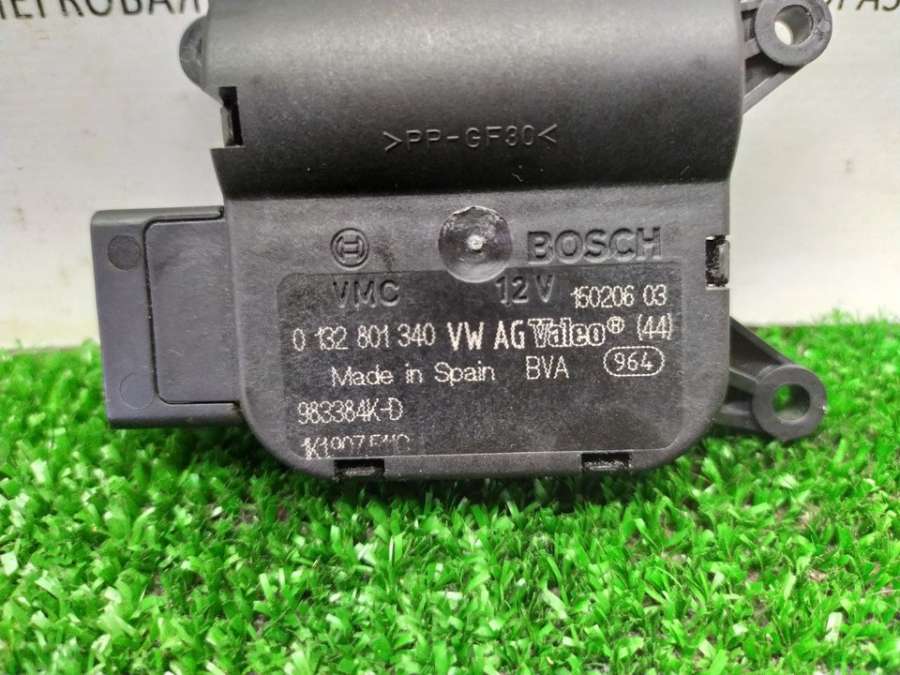 >PP-GF30<
BOSCH
VMC 12 V 150206 03
0 132 801 340 VW AG Valeo® (44)
Made in Spain BVA 964
983384K-D